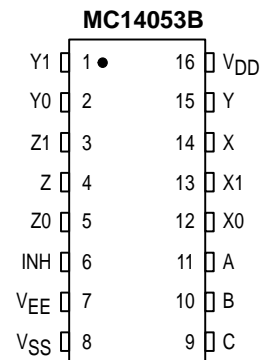 MC14053B
Y1 1 16 VDD
Y0 2 15 Y
Z1 3 14 X
Z 4 13 X1
Z0 5 12 X0
INH 6 11 A
VEE 7 10 B
VSS 8 9 C